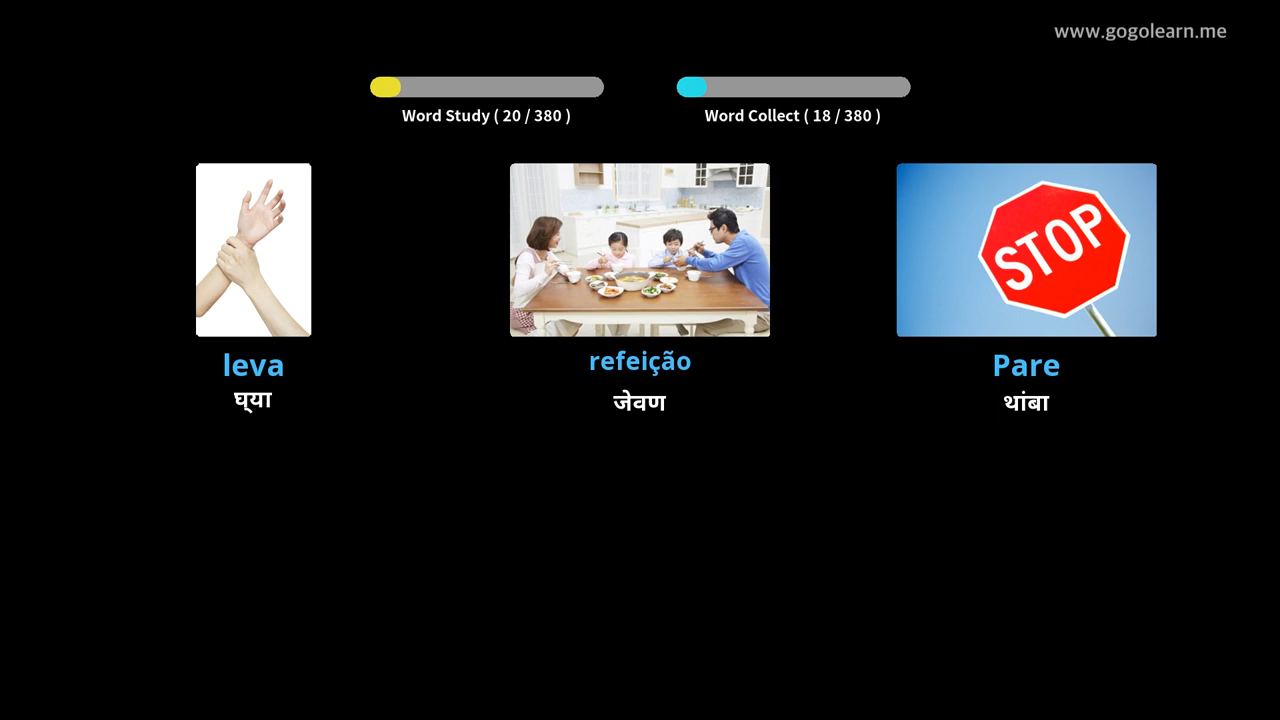 www.gogolearn.me
Word Study ( 20 / 380 )
Word Collect ( 18 / 380 )
STOP
leva
refeição
Pare
घ्या
जेवण
थांबा